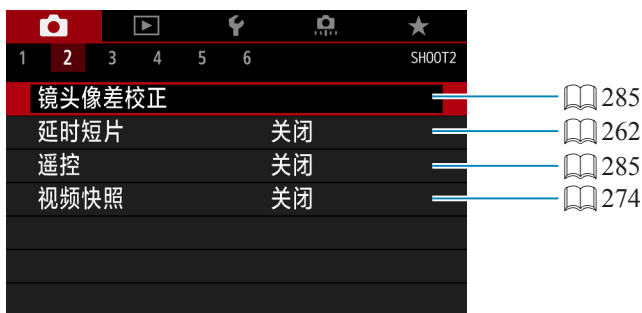 1 2 3 4 5 6 SHOOT2
镜头像差校正 285
延时短片 关闭 262
遥控 关闭 285
视频快照 关闭 274